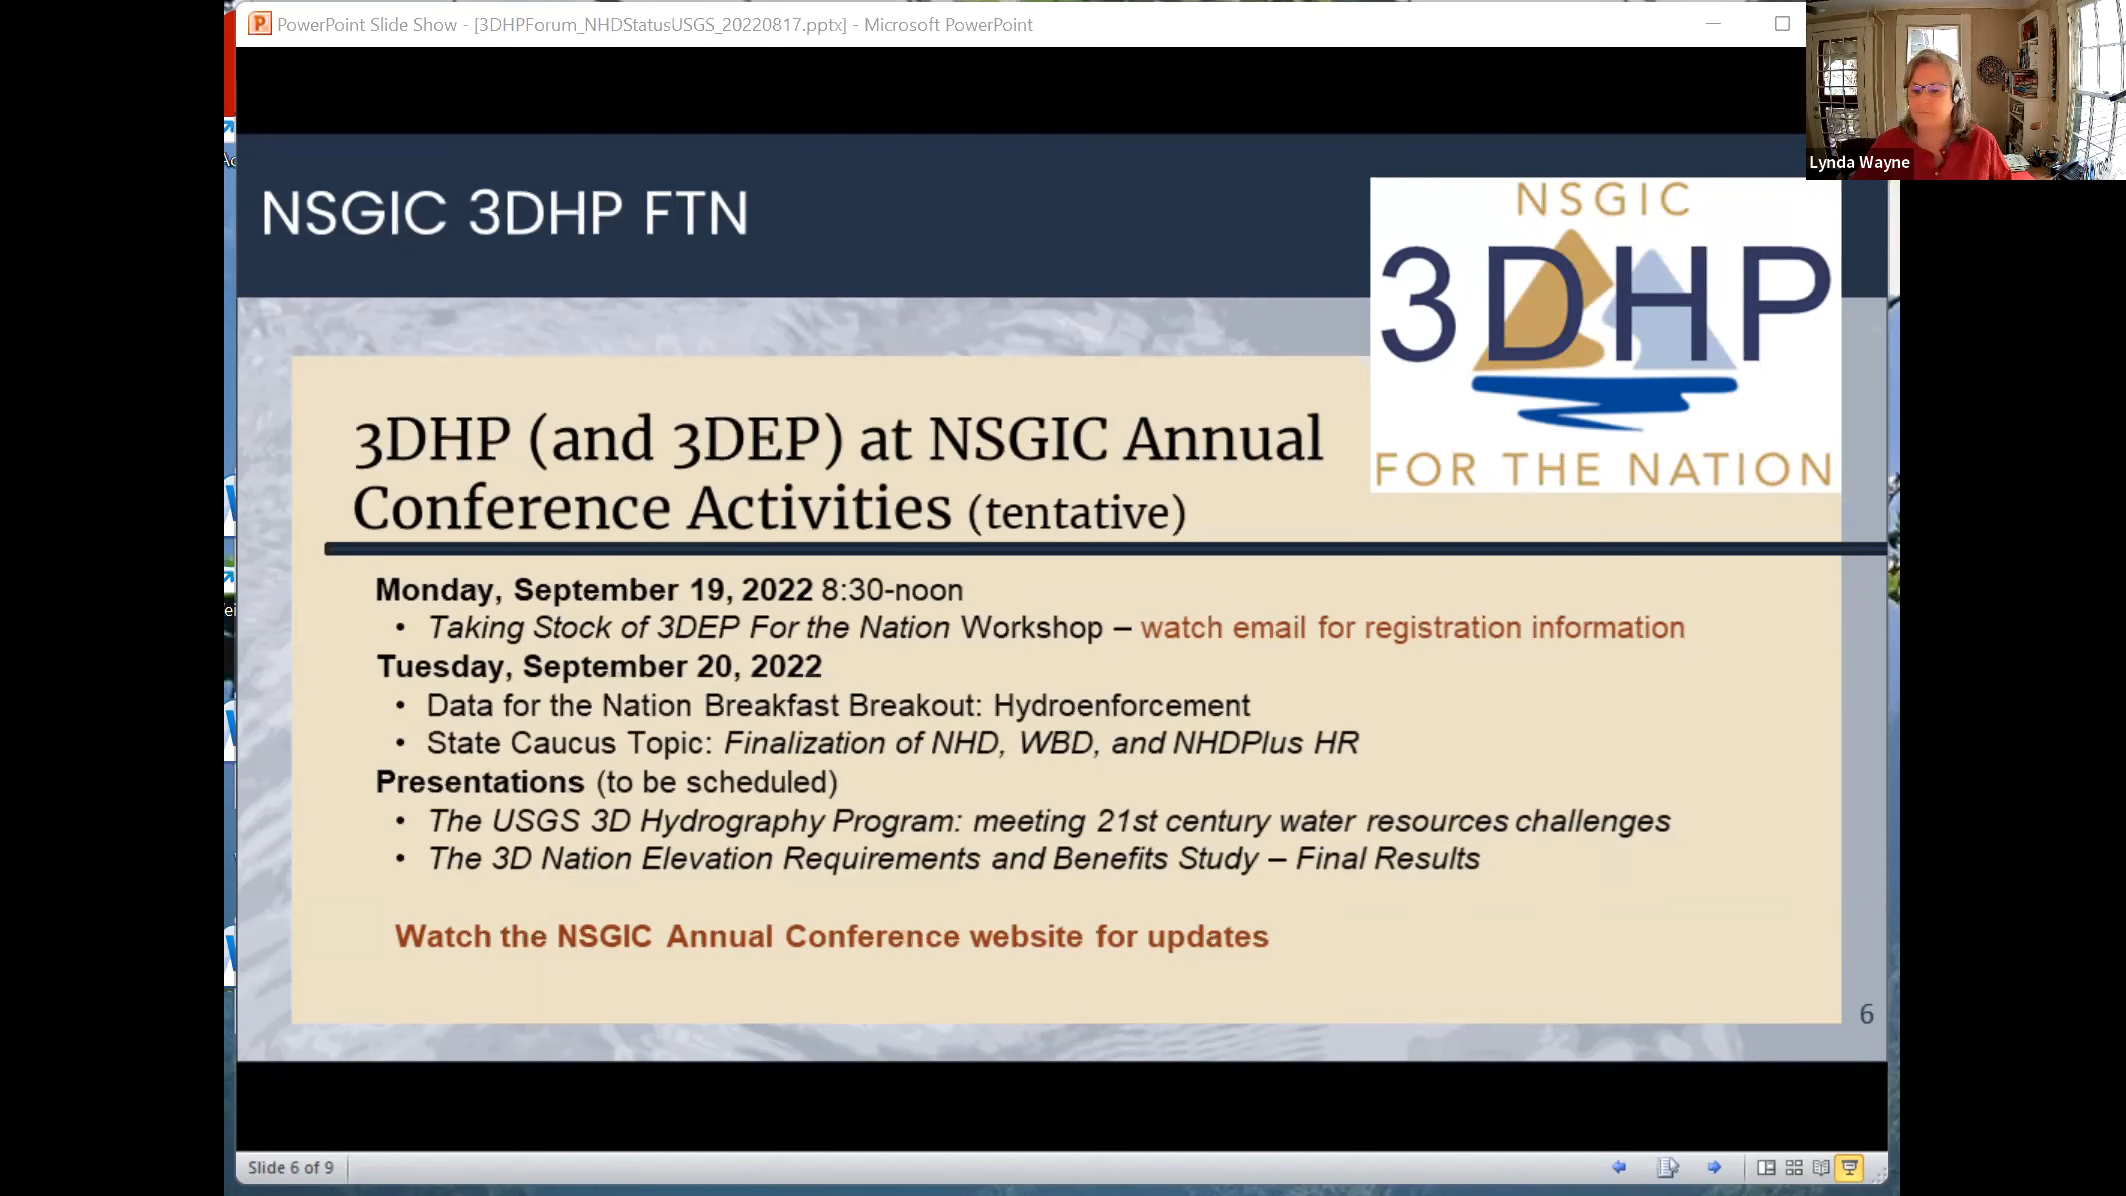 PowerPoint Slide Show - [3DHPForum_NHDStatusUSGS_20220817.pptx] - Microsoft PowerPoint
Lynda Wayne
NSGIC 3DHP FTN
NSGIC
3DHP
FOR THE NATION
3DHP (and 3DEP) at NSGIC Annual
Conference Activities (tentative)
Monday, September 19, 2022 8:30-noon
• Taking Stock of 3DEP For the Nation Workshop – watch email for registration information
Tuesday, September 20, 2022
• Data for the Nation Breakfast Breakout: Hydroenforcement
• State Caucus Topic: Finalization of NHD, WBD, and NHDPlus HR
Presentations (to be scheduled)
• The USGS 3D Hydrography Program: meeting 21st century water resources challenges
• The 3D Nation Elevation Requirements and Benefits Study – Final Results
Watch the NSGIC Annual Conference website for updates
6
Slide 6 of 9